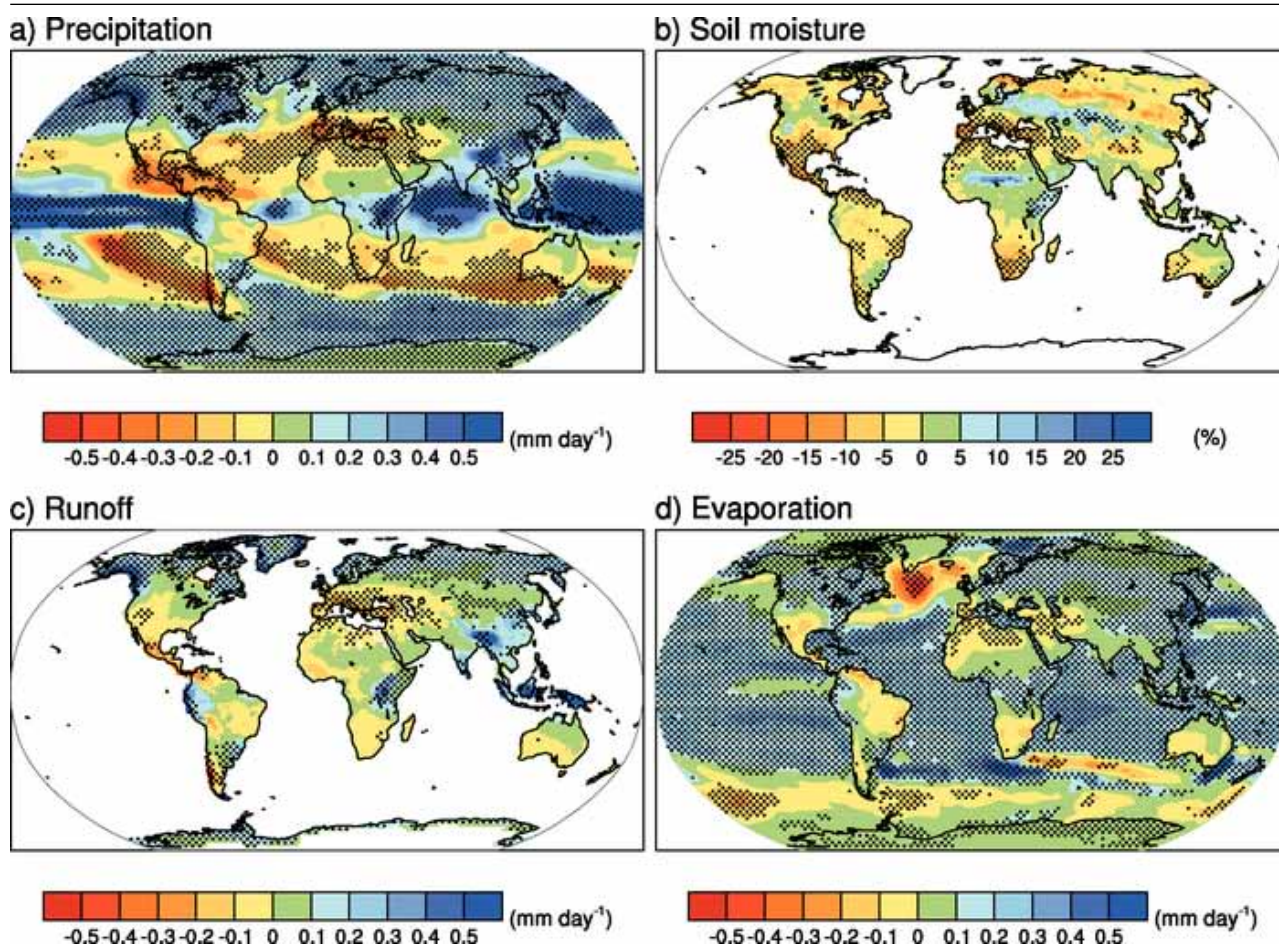 a) Precipitation
b) Soil moisture
-0.5 -0.4 -0.3 -0.2 -0.1 0 0.1 0.2 0.3 0.4 0.5 (mm day⁻¹)
-25 -20 -15 -10 -5 0 5 10 15 20 25 (%)
c) Runoff
d) Evaporation
-0.5 -0.4 -0.3 -0.2 -0.1 0 0.1 0.2 0.3 0.4 0.5 (mm day⁻¹)
-0.5 -0.4 -0.3 -0.2 -0.1 0 0.1 0.2 0.3 0.4 0.5 (mm day⁻¹)